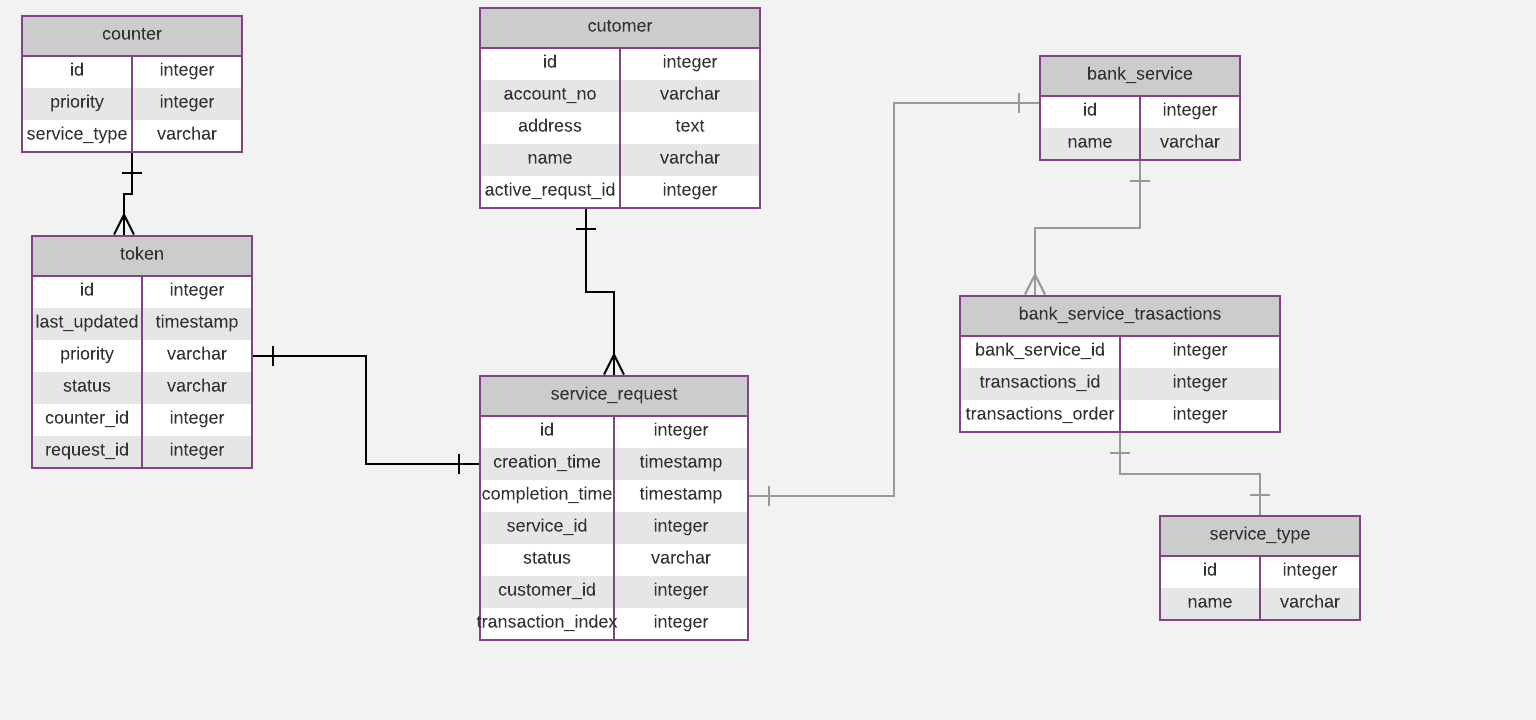 counter
id integer
priority integer
service_type varchar
token
id integer
last_updated timestamp
priority varchar
status varchar
counter_id integer
request_id integer
cutomer
id integer
account_no varchar
address text
name varchar
active_requst_id integer
service_request
id integer
creation_time timestamp
completion_time timestamp
service_id integer
status varchar
customer_id integer
transaction_index integer
bank_service
id integer
name varchar
bank_service_trasactions
bank_service_id integer
transactions_id integer
transactions_order integer
service_type
id integer
name varchar